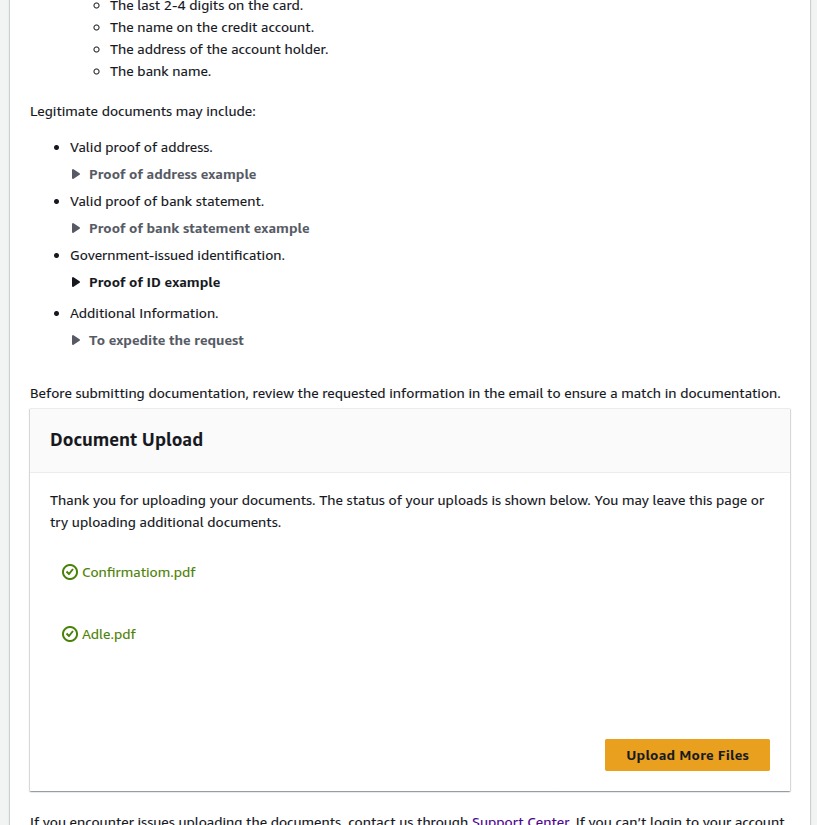 The last 2-4 digits on the card.
The name on the credit account.
The address of the account holder.
The bank name.
Legitimate documents may include:
Valid proof of address.
Proof of address example
Valid proof of bank statement.
Proof of bank statement example
Government-issued identification.
Proof of ID example
Additional Information.
To expedite the request
Before submitting documentation, review the requested information in the email to ensure a match in documentation.
Document Upload
Thank you for uploading your documents. The status of your uploads is shown below. You may leave this page or
try uploading additional documents.
Confirmatiom.pdf
Adle.pdf
Upload More Files
If you encounter issues uploading the documents, contact us through Support Center. If you can't login to your account